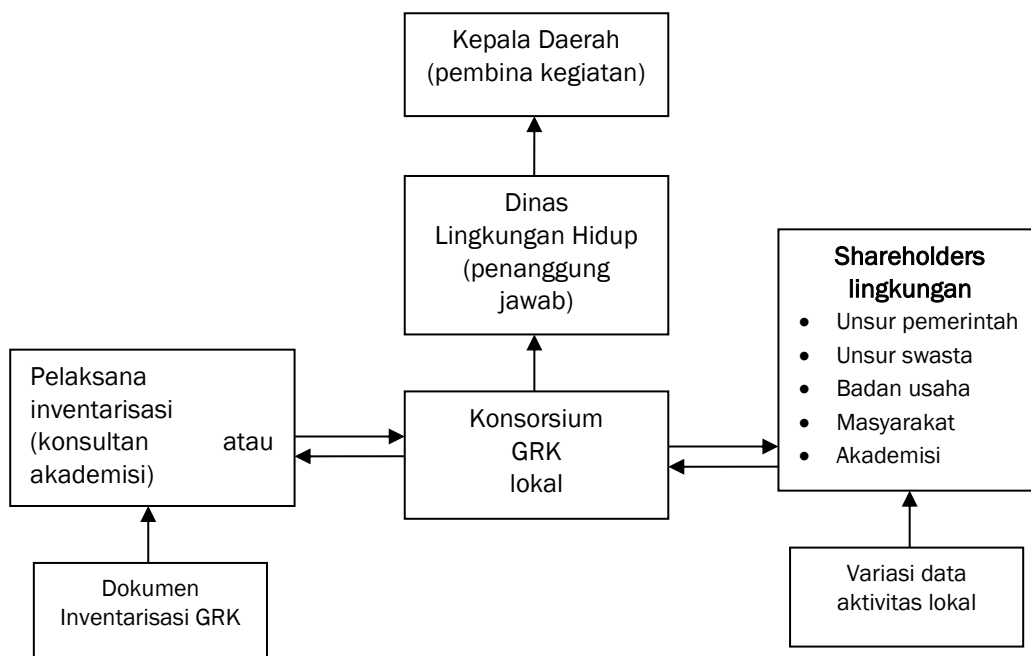 Kepala Daerah
(pembina kegiatan)
Dinas
Lingkungan Hidup
(penanggung
jawab)
Shareholders
lingkungan
• Unsur pemerintah
• Unsur swasta
• Badan usaha
• Masyarakat
• Akademisi
Pelaksana
inventarisasi
(konsultan atau
akademisi)
Konsorsium
GRK
lokal
Dokumen
Inventarisasi GRK
Variasi data
aktivitas lokal